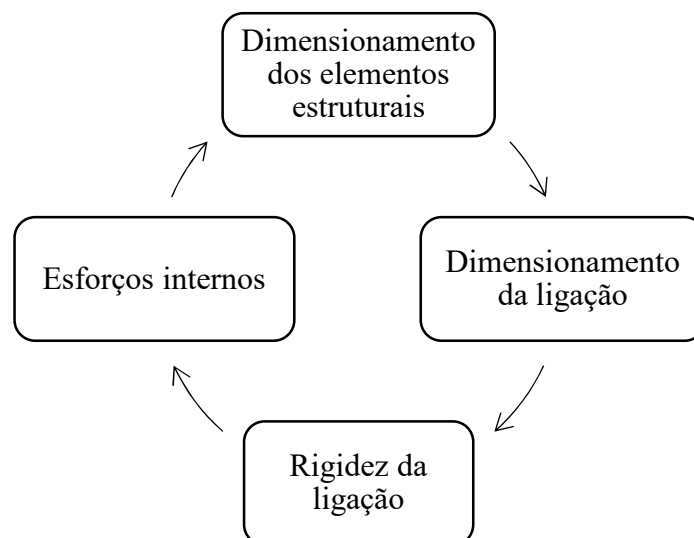 Dimensionamento
dos elementos
estruturais
Esforços internos
Dimensionamento
da ligação
Rigidez da
ligação